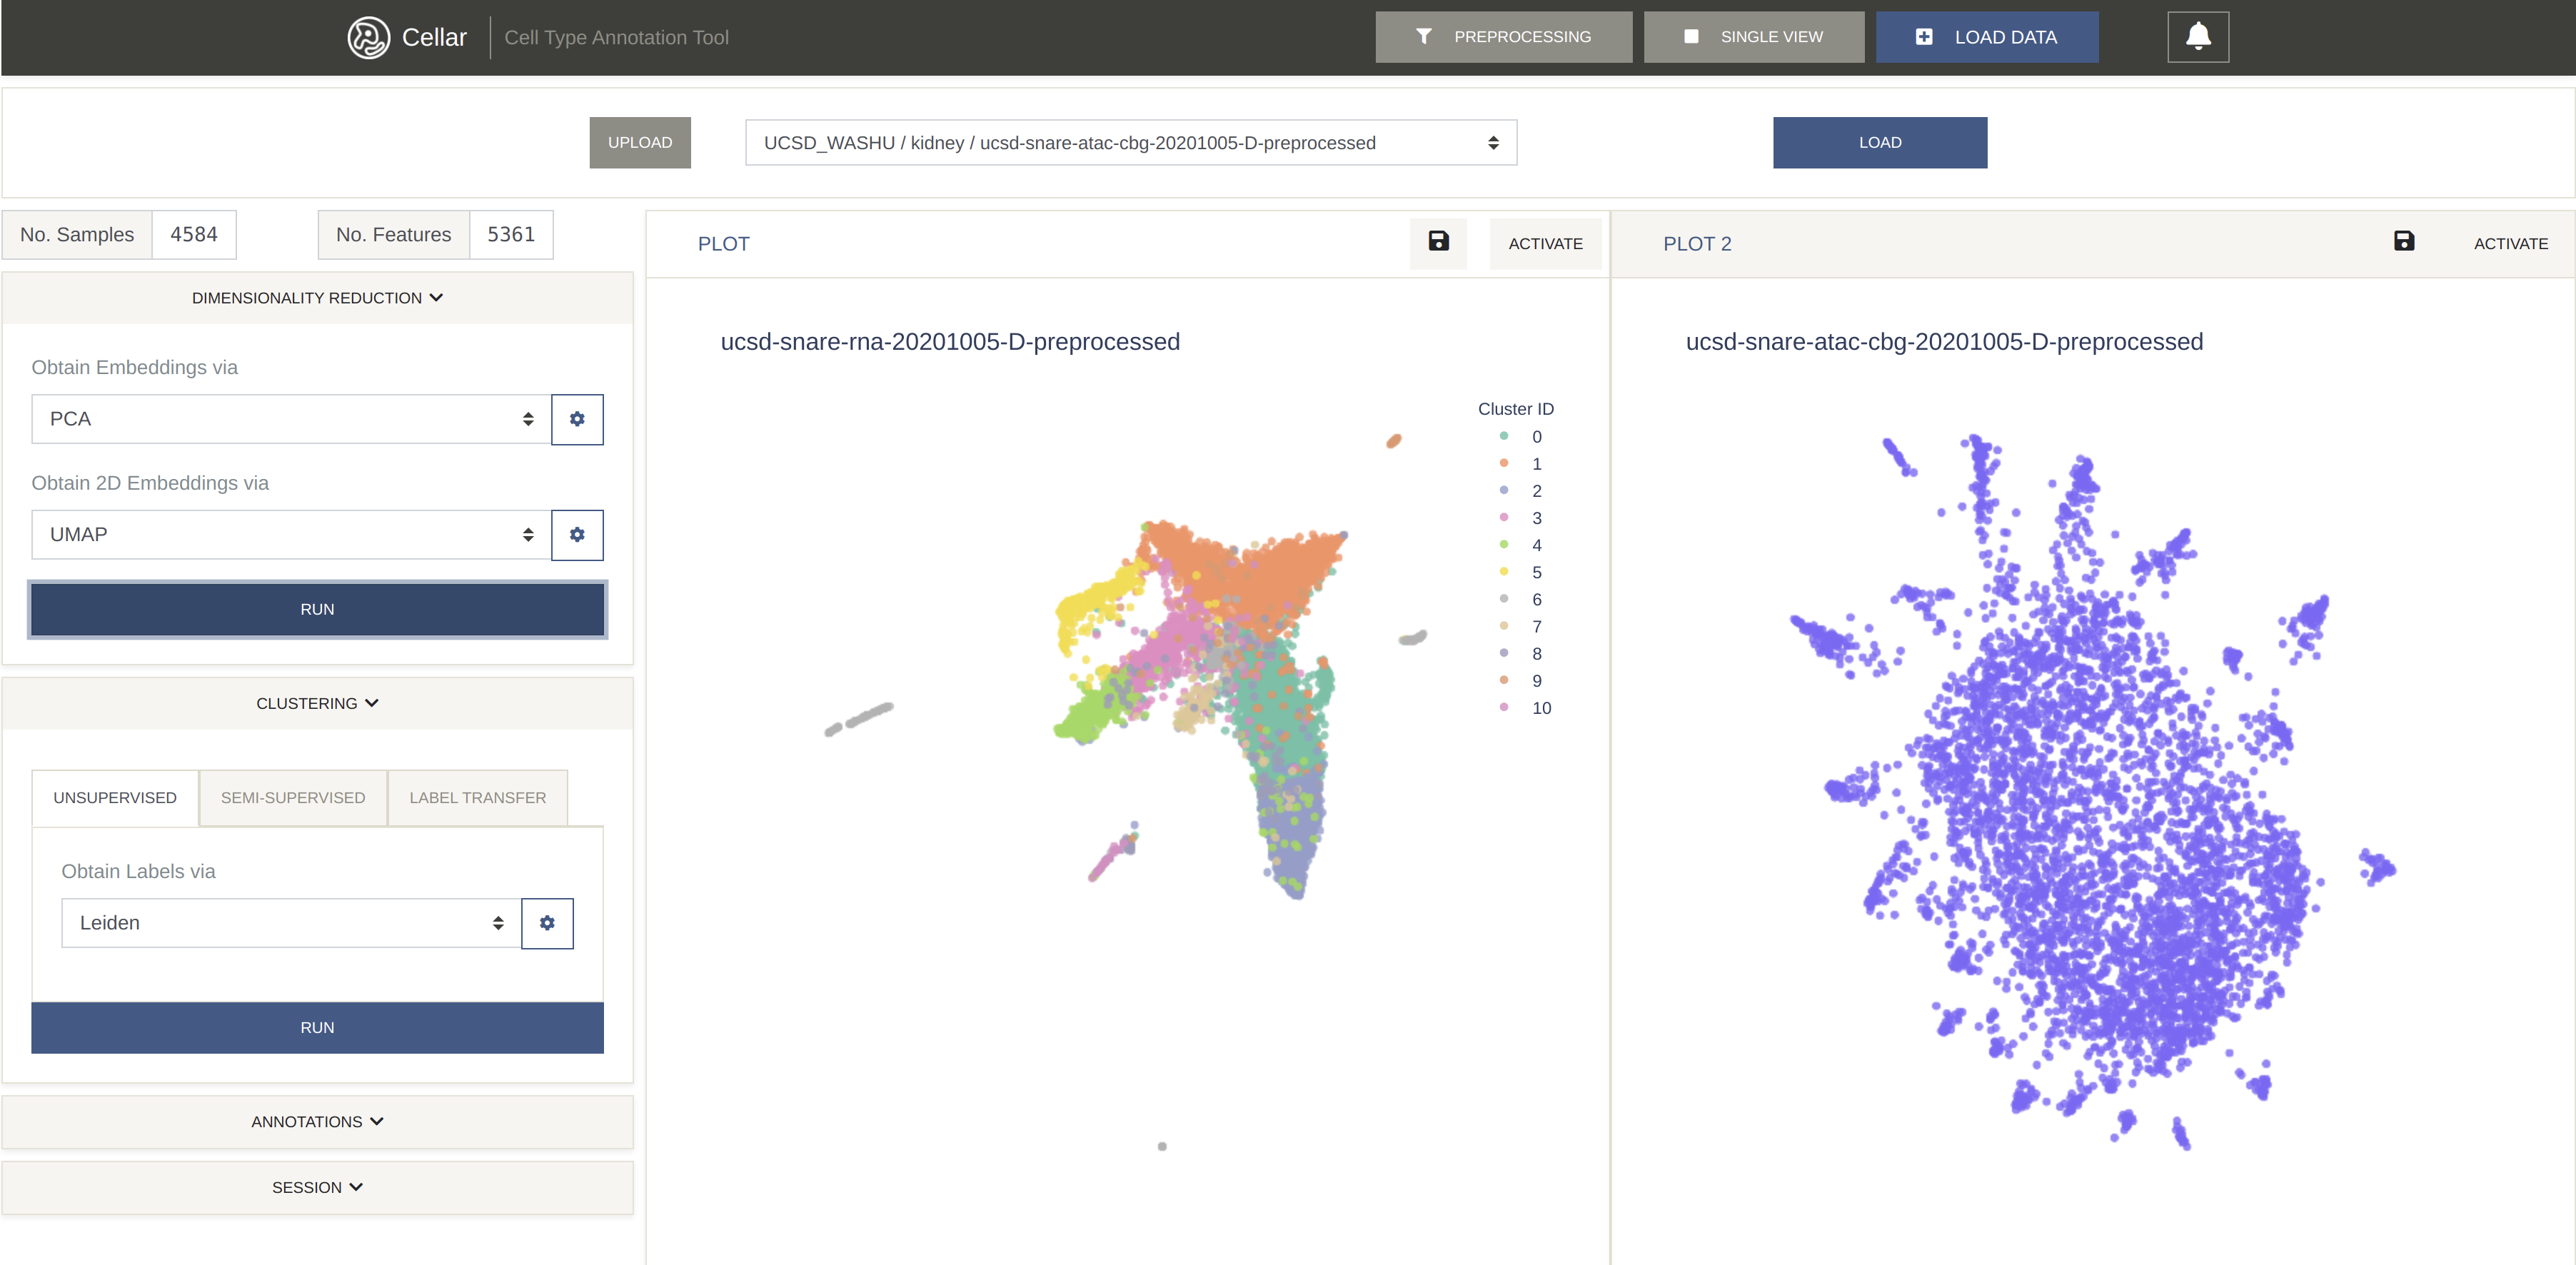 Cellar
Cell Type Annotation Tool
PREPROCESSING
SINGLE VIEW
LOAD DATA
UPLOAD
UCSD_WASHU / kidney / ucsd-snare-atac-cbg-20201005-D-preprocessed
LOAD
No. Samples 4584
No. Features 5361
DIMENSIONALITY REDUCTION
Obtain Embeddings via
PCA
Obtain 2D Embeddings via
UMAP
RUN
CLUSTERING
UNSUPERVISED
SEMI-SUPERVISED
LABEL TRANSFER
Obtain Labels via
Leiden
RUN
ANNOTATIONS
SESSION
PLOT
ACTIVATE
ucsd-snare-rna-20201005-D-preprocessed
Cluster ID
0
1
2
3
4
5
6
7
8
9
10
PLOT 2
ACTIVATE
ucsd-snare-atac-cbg-20201005-D-preprocessed